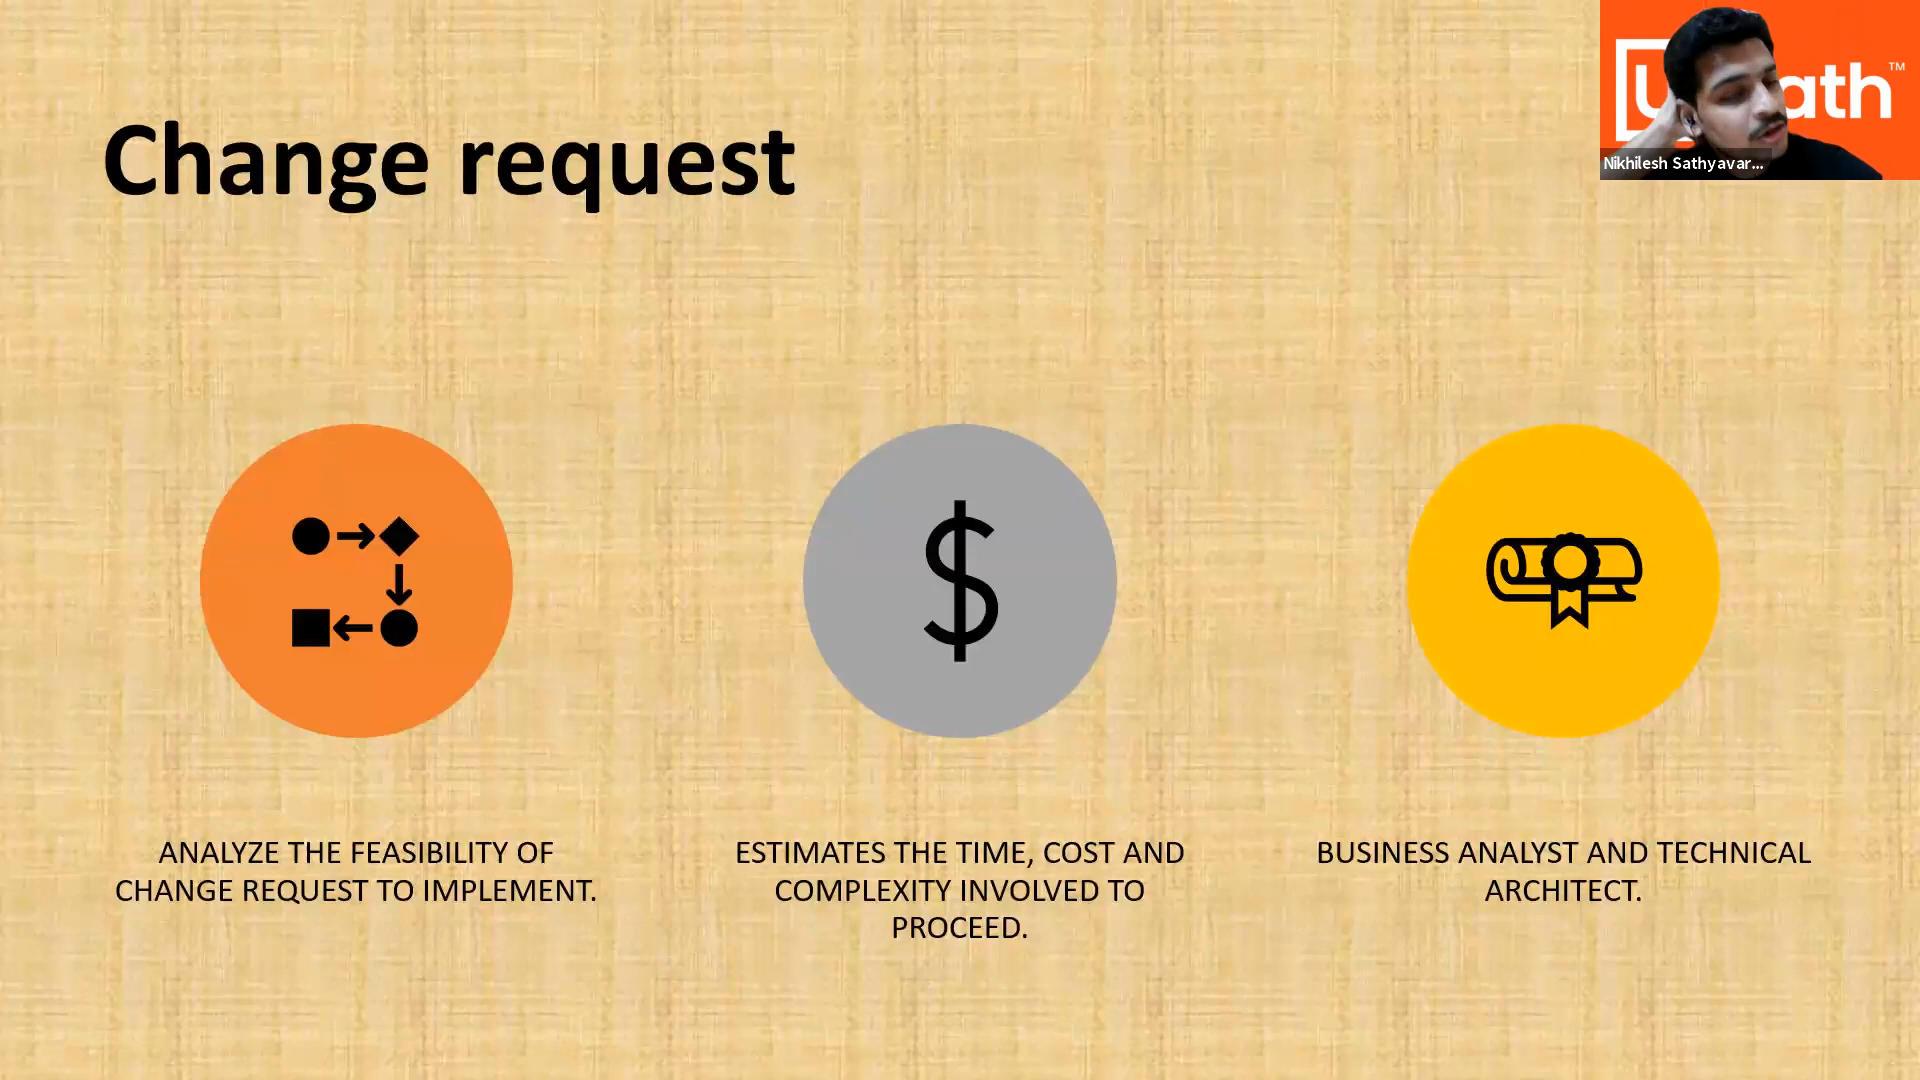 Change request
Nikhilesh Sathyavar...
ANALYZE THE FEASIBILITY OF
CHANGE REQUEST TO IMPLEMENT.
$
ESTIMATES THE TIME, COST AND
COMPLEXITY INVOLVED TO
PROCEED.
BUSINESS ANALYST AND TECHNICAL
ARCHITECT.